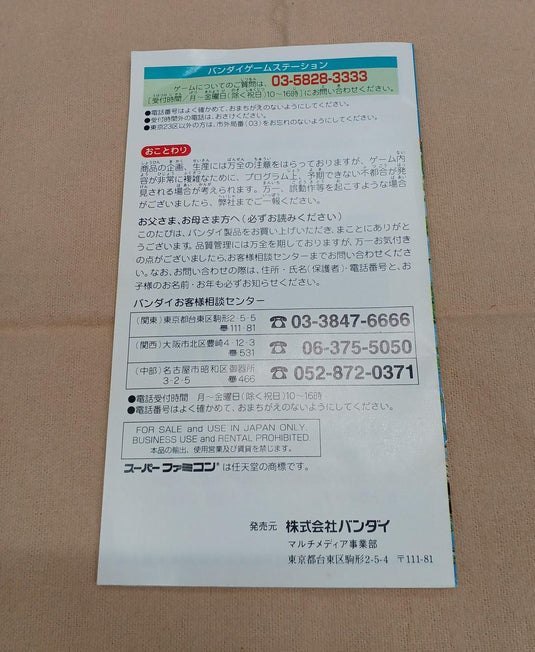 バンダイゲームステーション
ゲームについてのご質問は、03-5828-3333
[受付時間/月~金曜日(除く祝日)10~16時]にお問い合わせください。
●電話番号はよく確かめて、おまちがえのないようにしてください。
●受付時間外の電話は、おさけください。
●東京23区以外の方は、市外局番(03)をお忘れのないようにしてください。
おことわり
商品の企画、生産には万全の注意をはらっておりますが、ゲーム内
容が非常に複雑なために、プログラム上、予期できない不都合が発
見される場合が考えられます。万一、誤動作等を起こすような場合
がございましたら、弊社までご一報ください。
お父さま、お母さま方へ(必ずお読みください)
このたびは、バンダイ製品をお買い上げいただき、まことにありがと
うございます。品質管理には万全を期しておりますが、万一お気付き
の点がございましたら、お客様相談センターまでお問い合わせくださ
い。なお、お問い合わせの際は、住所・氏名(保護者)・電話番号と、お
子様のお名前・お年も必ずお知らせください。
バンダイお客様相談センター
(関東)東京都台東区駒形2-5-5
〒111-81
☎03-3847-6666
(関西)大阪市北区豊崎4-12-3
〒531
☎06-375-5050
(中部)名古屋市昭和区御器所
3-2-5 〒466
☎052-872-0371
●電話受付時間 月~金曜日(除く祝日)10~16時
●電話番号はよく確かめて、おまちがえのないようにしてください。
FOR SALE and USE IN JAPAN ONLY.
BUSINESS USE and RENTAL PROHIBITED.
本品の輸出、使用営業及び賃貸を禁じます。
スーパーファミコン®は任天堂の商標です。
発売元 株式会社バンダイ
マルチメディア事業部
東京都台東区駒形2-5-4 〒111-81